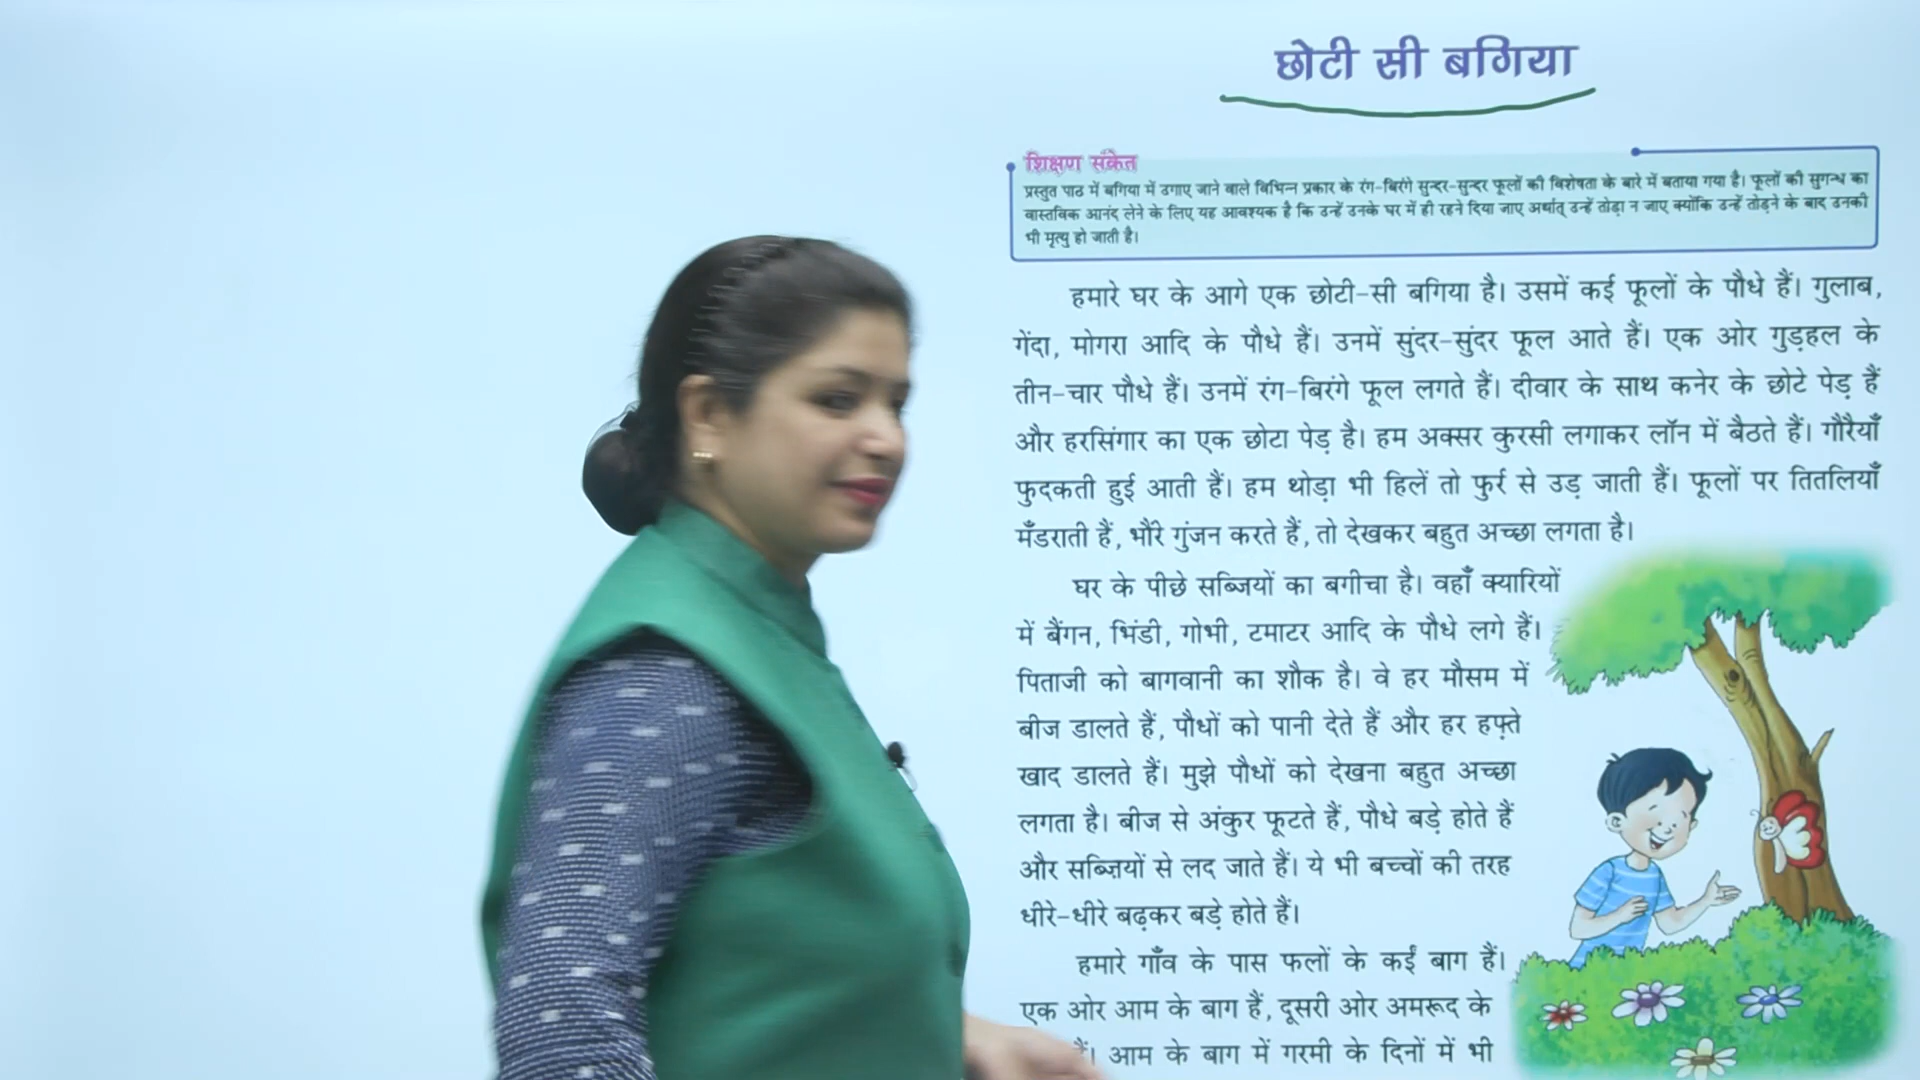 छोटी सी बगिया
शिक्षण संकेत
प्रस्तुत पाठ में बगिया में उगाए जाने वाले विभिन्न प्रकार के रंग-बिरंगे सुन्दर-सुन्दर फूलों की विशेषता के बारे में बताया गया है। फूलों की सुगन्ध का
वास्तविक आनंद लेने के लिए यह आवश्यक है कि उन्हें उनके घर में ही रहने दिया जाए अर्थात् उन्हें तोड़ा न जाए क्योंकि उन्हें तोड़ने के बाद उनकी
भी मृत्यु हो जाती है।
हमारे घर के आगे एक छोटी-सी बगिया है। उसमें कई फूलों के पौधे हैं। गुलाब,
गेंदा, मोगरा आदि के पौधे हैं। उनमें सुंदर-सुंदर फूल आते हैं। एक ओर गुड़हल के
तीन-चार पौधे हैं। उनमें रंग-बिरंगे फूल लगते हैं। दीवार के साथ कनेर के छोटे पेड़ हैं
और हरसिंगार का एक छोटा पेड़ है। हम अक्सर कुरसी लगाकर लॉन में बैठते हैं। गौरैयाँ
फुदकती हुई आती हैं। हम थोड़ा भी हिलें तो फुर्र से उड़ जाती हैं। फूलों पर तितलियाँ
मँडराती हैं, भौंरे गुंजन करते हैं, तो देखकर बहुत अच्छा लगता है।
घर के पीछे सब्जियों का बगीचा है। वहाँ क्यारियों
में बैंगन, भिंडी, गोभी, टमाटर आदि के पौधे लगे हैं।
पिताजी को बागवानी का शौक है। वे हर मौसम में
बीज डालते हैं, पौधों को पानी देते हैं और हर हफ़्ते
खाद डालते हैं। मुझे पौधों को देखना बहुत अच्छा
लगता है। बीज से अंकुर फूटते हैं, पौधे बड़े होते हैं
और सब्ज़ियों से लद जाते हैं। ये भी बच्चों की तरह
धीरे-धीरे बढ़कर बड़े होते हैं।
हमारे गाँव के पास फलों के कईं बाग हैं।
एक ओर आम के बाग हैं, दूसरी ओर अमरूद के
हैं। आम के बाग में गरमी के दिनों में भी